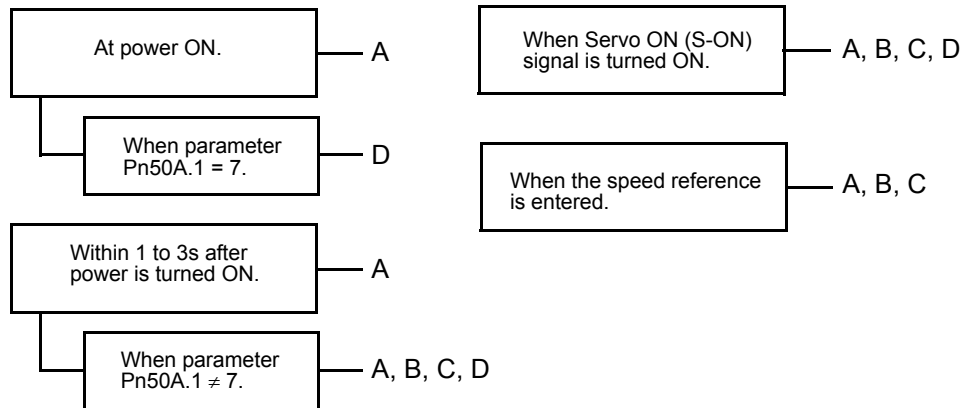 At power ON.
A
When parameter
Pn50A.1 = 7.
D
Within 1 to 3s after
power is turned ON.
A
When parameter
Pn50A.1 ≠ 7.
A, B, C, D
When Servo ON (S-ON)
signal is turned ON.
A, B, C, D
When the speed reference
is entered.
A, B, C